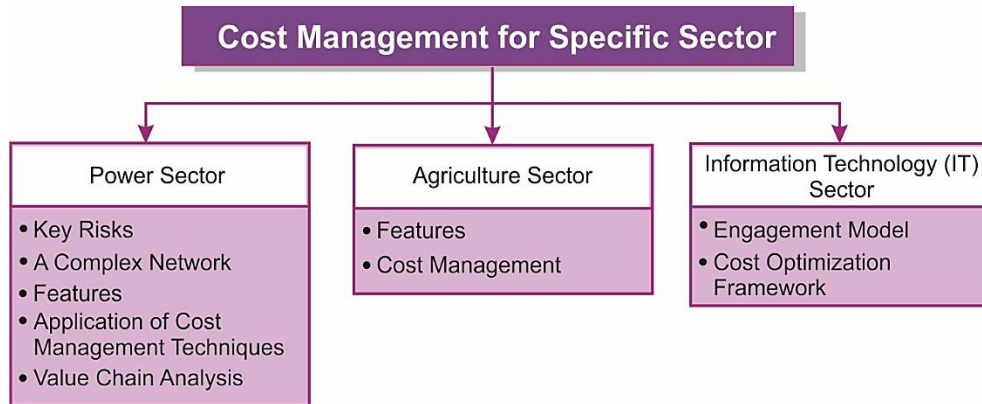 Cost Management for Specific Sector
Power Sector
• Key Risks
• A Complex Network
• Features
• Application of Cost
Management Techniques
• Value Chain Analysis
Agriculture Sector
• Features
• Cost Management
Information Technology (IT)
Sector
• Engagement Model
• Cost Optimization
Framework